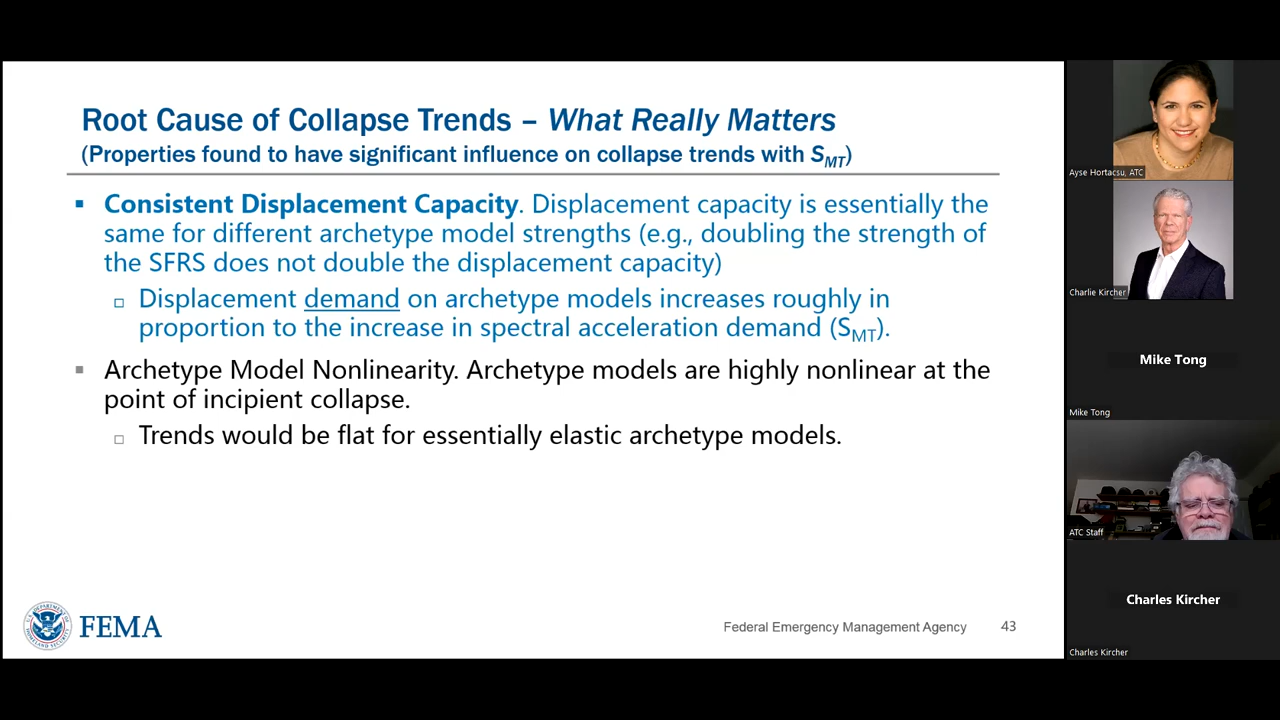 Root Cause of Collapse Trends – What Really Matters
(Properties found to have significant influence on collapse trends with SMT)
▪ Consistent Displacement Capacity. Displacement capacity is essentially the
same for different archetype model strengths (e.g., doubling the strength of
the SFRS does not double the displacement capacity)
▫ Displacement demand on archetype models increases roughly in
proportion to the increase in spectral acceleration demand (SMT).
▪ Archetype Model Nonlinearity. Archetype models are highly nonlinear at the
point of incipient collapse.
▫ Trends would be flat for essentially elastic archetype models.
FEMA
Federal Emergency Management Agency 43
Ayse Hortacsu, ATC
Charlie Kircher
Mike Tong
Mike Tong
ATC Staff
Charles Kircher
Charles Kircher